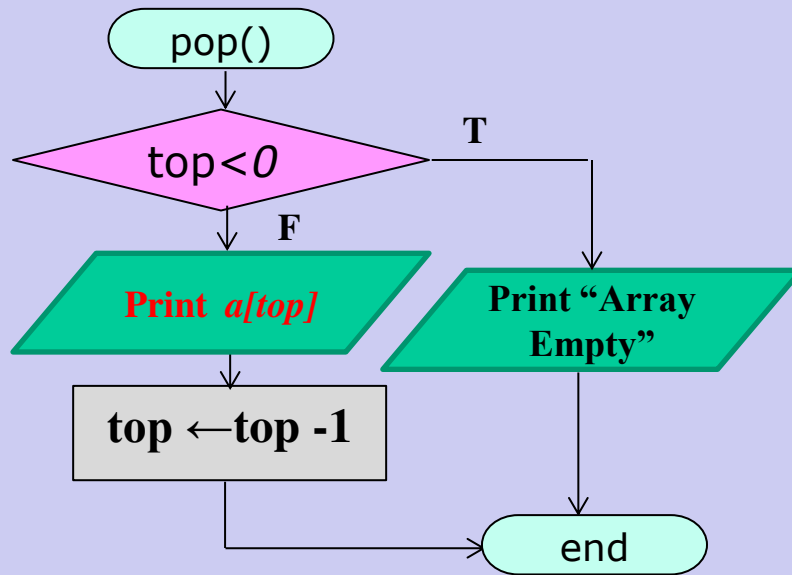 pop()
top<0
T
F
Print a[top]
Print “Array
Empty”
top ←top -1
end